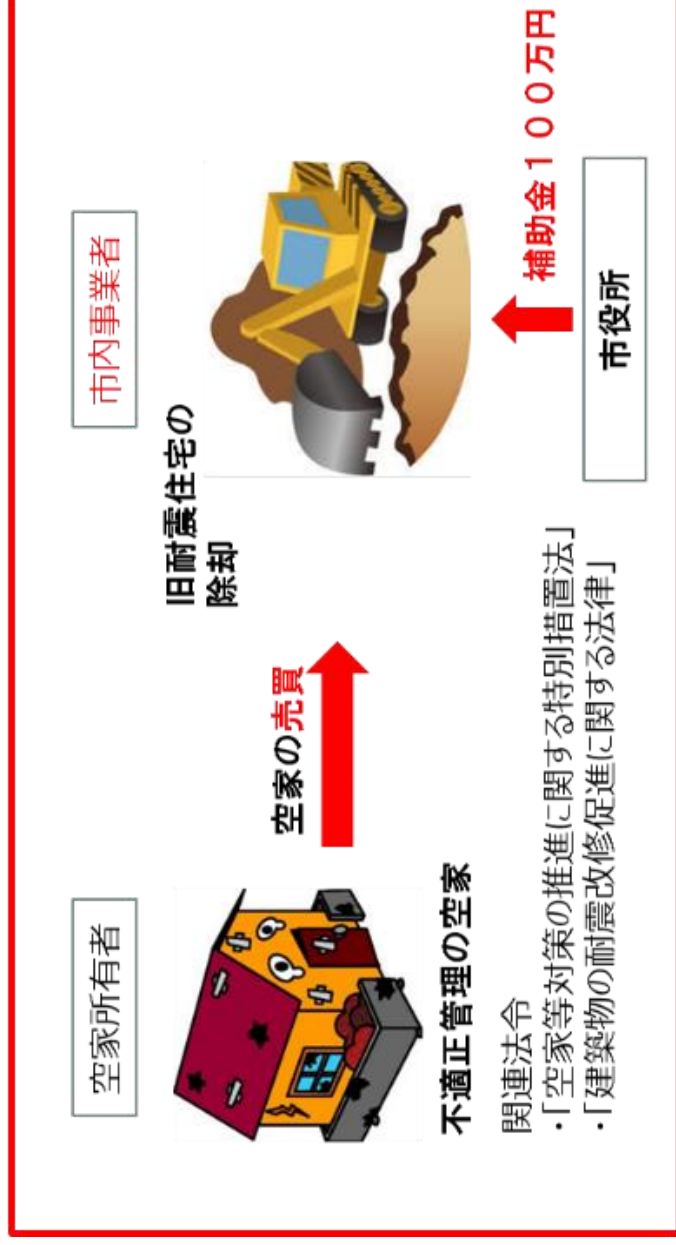 空家所有者
市内事業者
空家の売買
旧耐震住宅の
除却
不適正管理の空家
補助金１００万円
市役所
関連法令
・「空家等対策の推進に関する特別措置法」
・「建築物の耐震改修促進に関する法律」